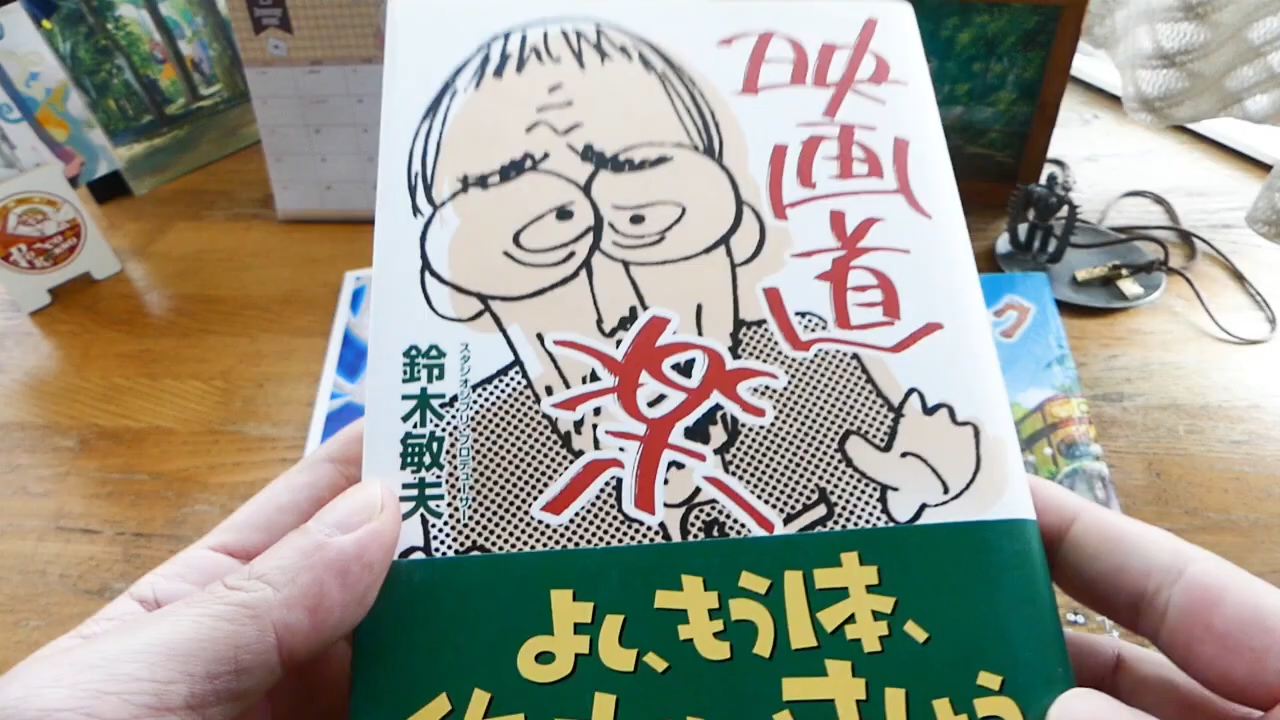 映画道楽
スタジオジブリ・プロデューサー
鈴木敏夫
よし、もう1本、